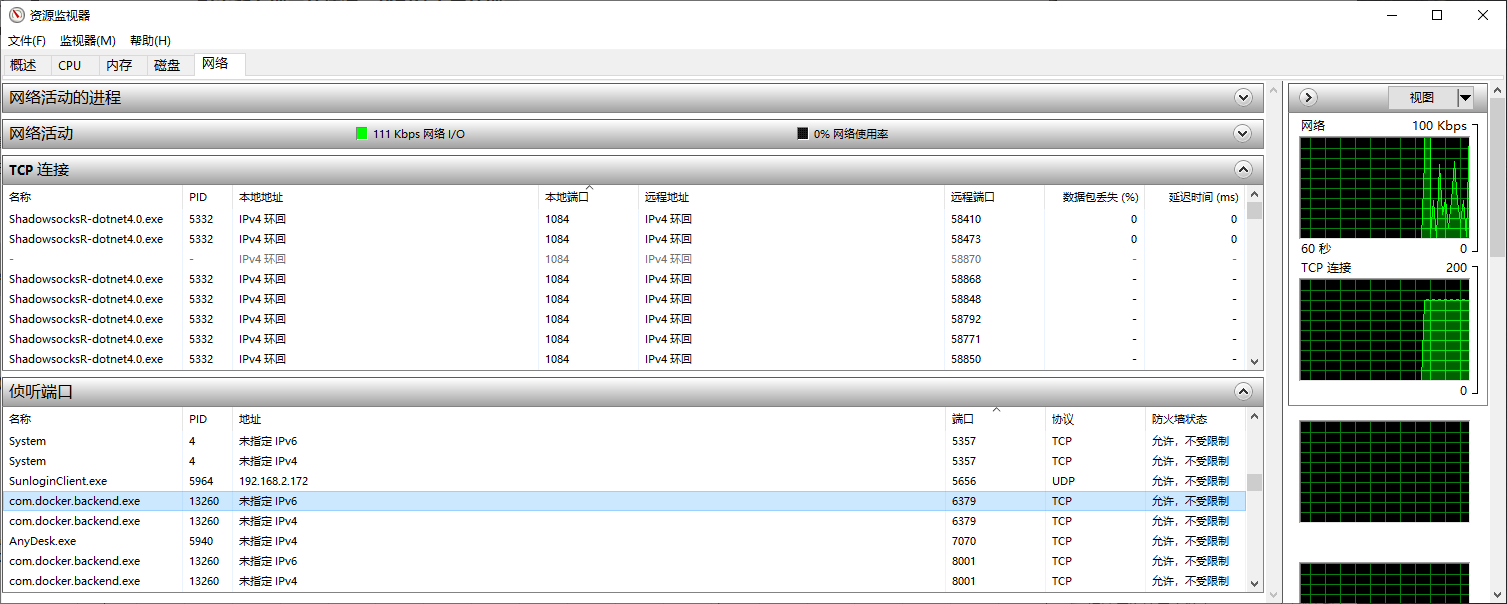 资源监视器
文件(F) 监视器(M) 帮助(H)
概述 CPU 内存 磁盘 网络
网络活动的进程
网络活动 111 Kbps 网络 I/O 0% 网络使用率
TCP 连接
名称 PID 本地地址 本地端口 远程地址 远程端口 数据包丢失 (%) 延迟时间 (ms)
ShadowsocksR-dotnet4.0.exe 5332 IPv4 环回 1084 IPv4 环回 58410 0 0
ShadowsocksR-dotnet4.0.exe 5332 IPv4 环回 1084 IPv4 环回 58473 0 0
- - IPv4 环回 1084 IPv4 环回 58870 - -
ShadowsocksR-dotnet4.0.exe 5332 IPv4 环回 1084 IPv4 环回 58868 - -
ShadowsocksR-dotnet4.0.exe 5332 IPv4 环回 1084 IPv4 环回 58848 - -
ShadowsocksR-dotnet4.0.exe 5332 IPv4 环回 1084 IPv4 环回 58792 - -
ShadowsocksR-dotnet4.0.exe 5332 IPv4 环回 1084 IPv4 环回 58771 - -
ShadowsocksR-dotnet4.0.exe 5332 IPv4 环回 1084 IPv4 环回 58850 - -
侦听端口
名称 PID 地址 端口 协议 防火墙状态
System 4 未指定 IPv6 5357 TCP 允许，不受限制
System 4 未指定 IPv4 5357 TCP 允许，不受限制
SunloginClient.exe 5964 192.168.2.172 5656 UDP 允许，不受限制
com.docker.backend.exe 13260 未指定 IPv6 6379 TCP 允许，不受限制
com.docker.backend.exe 13260 未指定 IPv4 6379 TCP 允许，不受限制
AnyDesk.exe 5940 未指定 IPv4 7070 TCP 允许，不受限制
com.docker.backend.exe 13260 未指定 IPv6 8001 TCP 允许，不受限制
com.docker.backend.exe 13260 未指定 IPv4 8001 TCP 允许，不受限制
视图
网络 100 Kbps
60 秒 0
TCP 连接 200
0